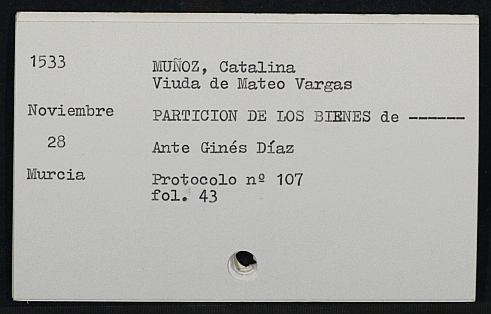 1533 MUÑOZ, Catalina
Viuda de Mateo Vargas
Noviembre PARTICION DE LOS BIENES de ------
28 Ante Ginés Díaz
Murcia Protocolo nº 107
fol. 43